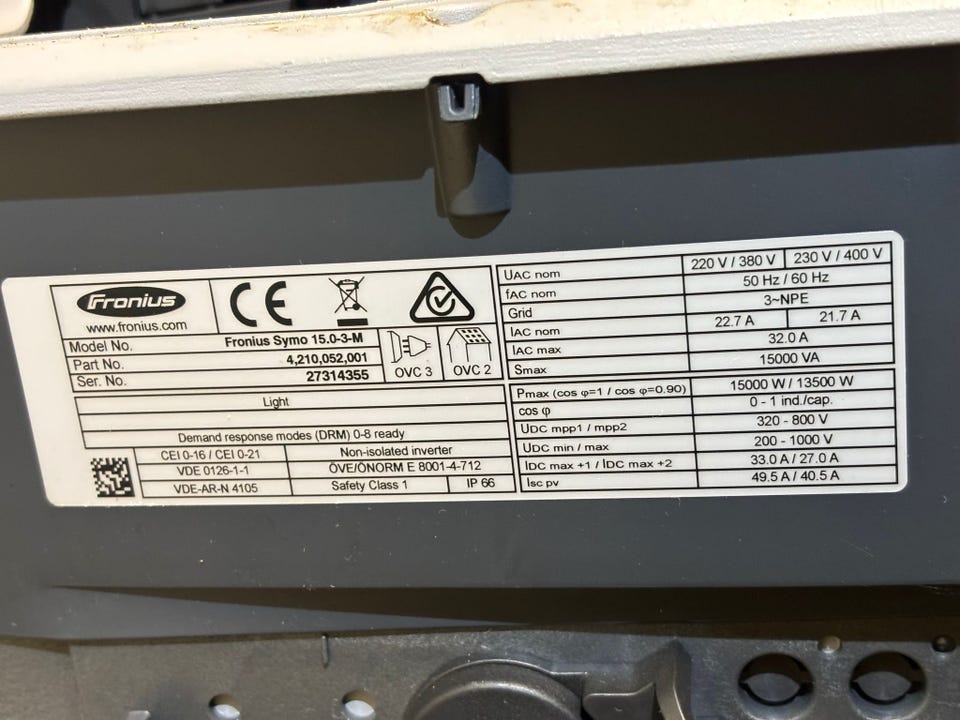 Fronius
www.fronius.com
CE
Model No. Fronius Symo 15.0-3-M
Part No. 4,210,052,001
Ser. No. 27314355
OVC 3 OVC 2
Light
Demand response modes (DRM) 0-8 ready
CEI 0-16 / CEI 0-21 Non-isolated inverter
VDE 0126-1-1 ÖVE/ÖNORM E 8001-4-712
VDE-AR-N 4105 Safety Class 1 IP 66
UAC nom 220 V / 380 V 230 V / 400 V
fAC nom 50 Hz / 60 Hz
Grid 3~NPE
IAC nom 22.7 A 21.7 A
IAC max 32.0 A
Smax 15000 VA
Pmax (cos φ=1 / cos φ=0.90) 15000 W / 13500 W
cos φ 0 - 1 ind./cap.
UDC mpp1 / mpp2 320 - 800 V
UDC min / max 200 - 1000 V
IDC max +1 / IDC max +2 33.0 A / 27.0 A
Isc pv 49.5 A / 40.5 A